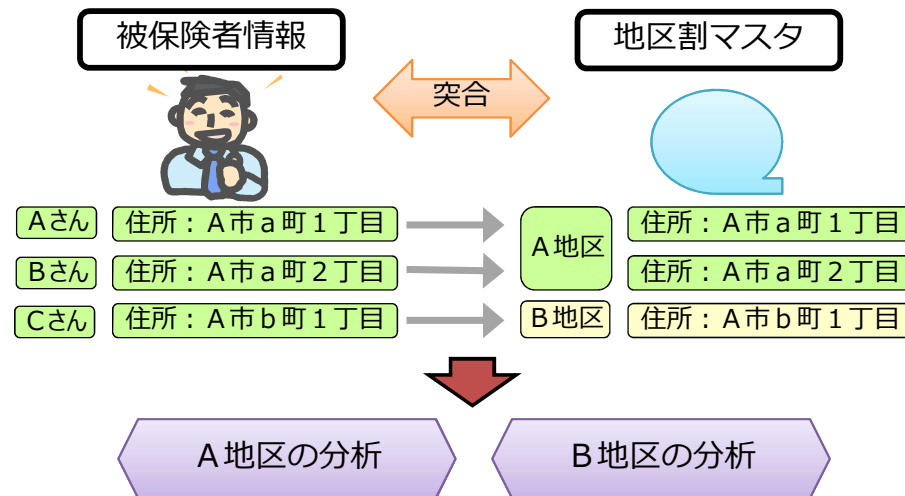 被保険者情報
地区割マスタ
突合
Aさん 住所：A市a町1丁目 A地区 住所：A市a町1丁目
Bさん 住所：A市a町2丁目 住所：A市a町2丁目
Cさん 住所：A市b町1丁目 B地区 住所：A市b町1丁目
A地区の分析 B地区の分析